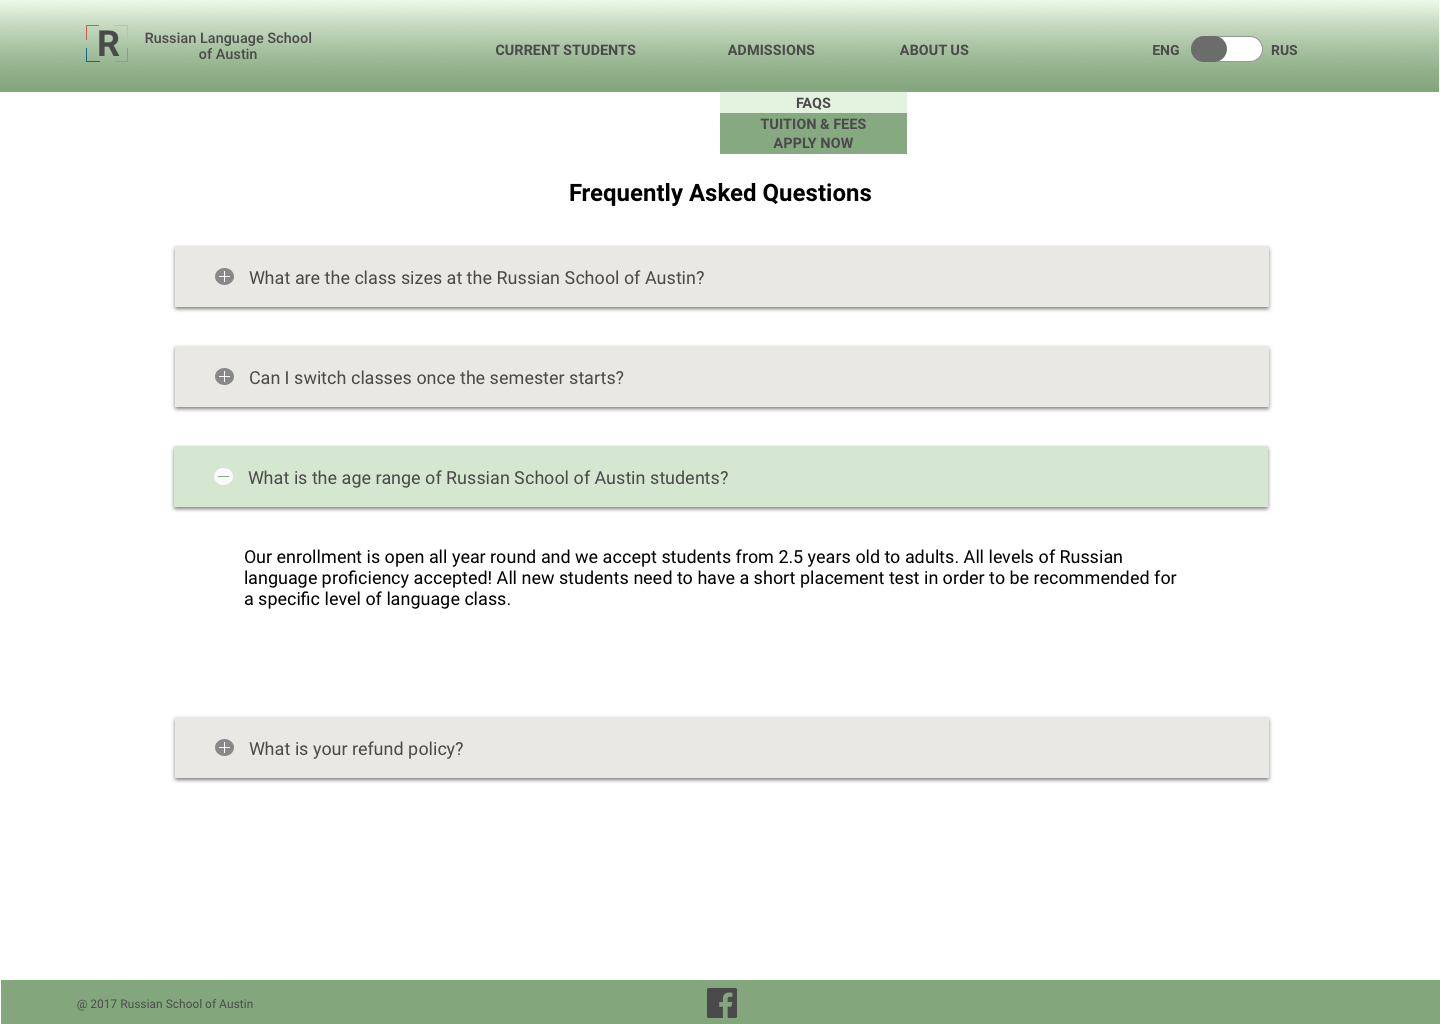 R
Russian Language School
of Austin
CURRENT STUDENTS
ADMISSIONS
ABOUT US
ENG
RUS
FAQS
TUITION & FEES
APPLY NOW
Frequently Asked Questions
What are the class sizes at the Russian School of Austin?
Can I switch classes once the semester starts?
What is the age range of Russian School of Austin students?
Our enrollment is open all year round and we accept students from 2.5 years old to adults. All levels of Russian
language proficiency accepted! All new students need to have a short placement test in order to be recommended for
a specific level of language class.
What is your refund policy?
@ 2017 Russian School of Austin